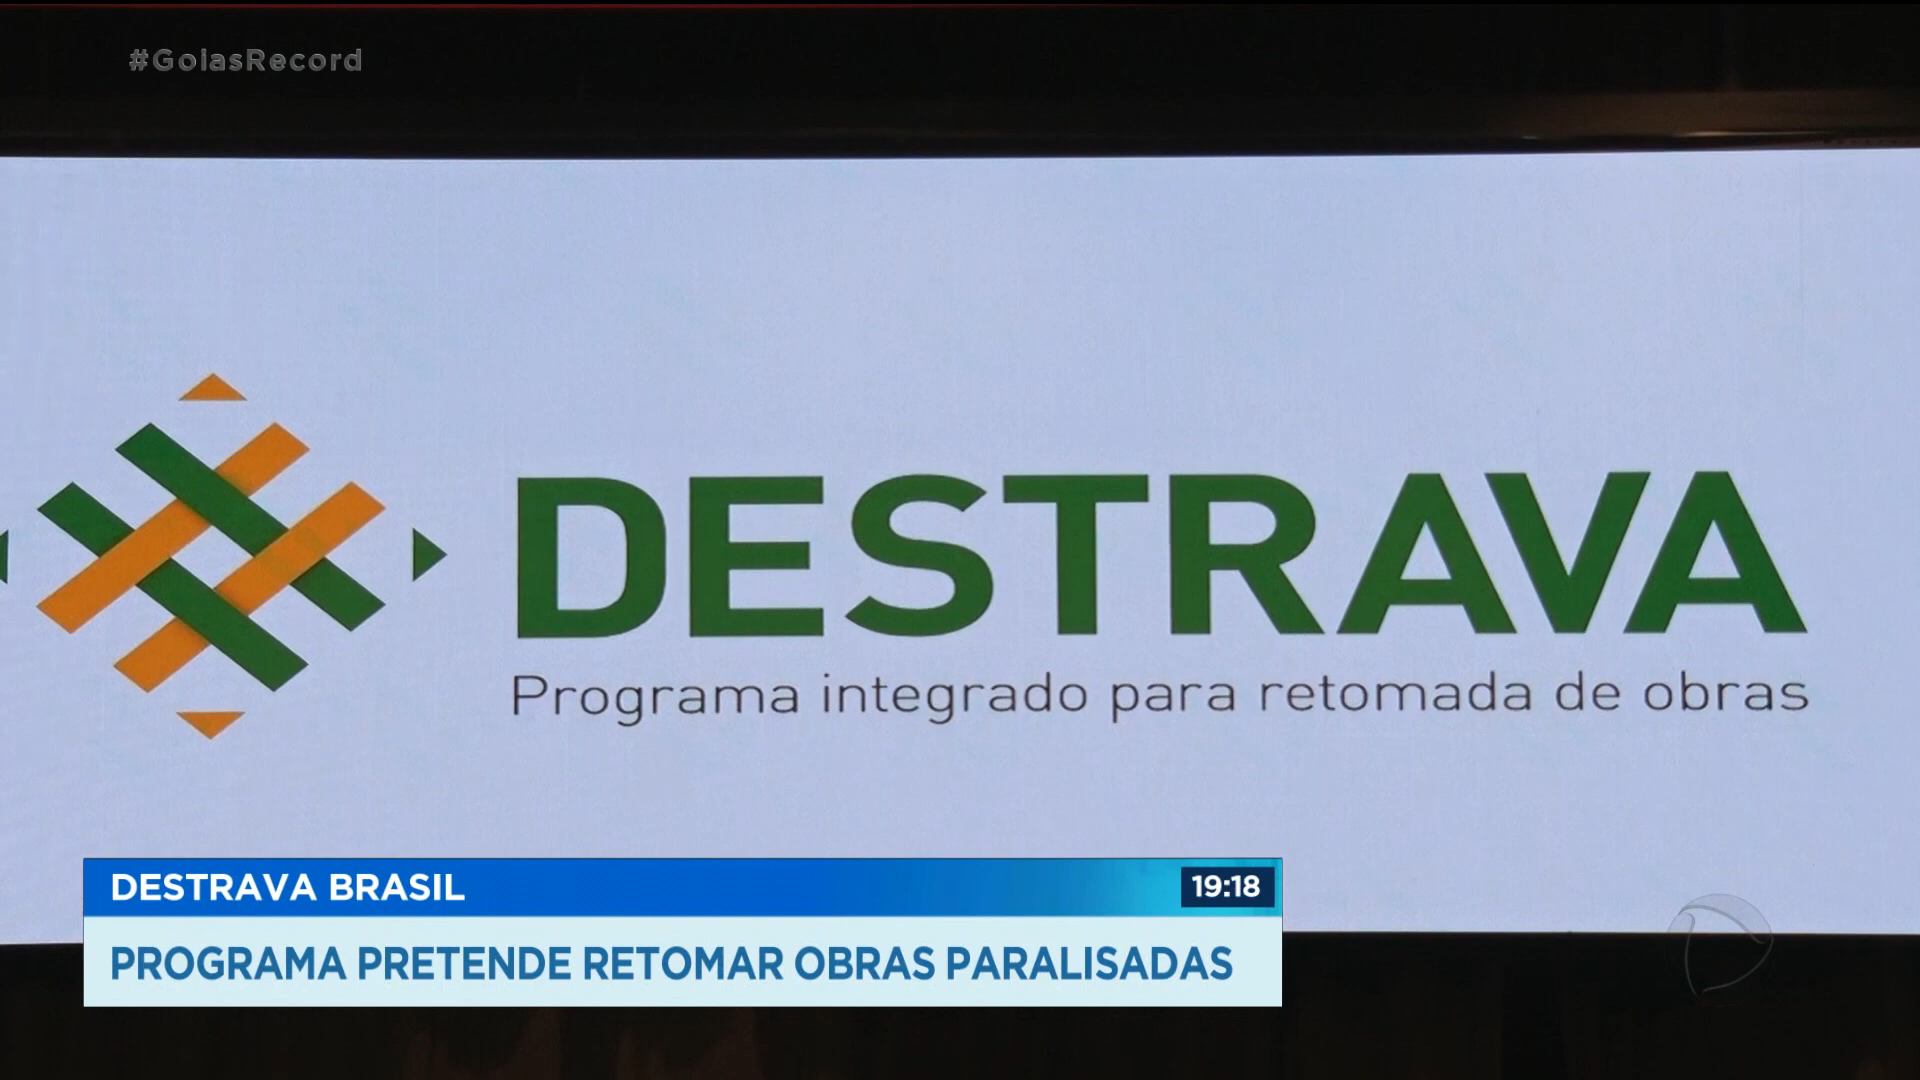 #GoiasRecord
DESTRAVA
Programa integrado para retomada de obras
DESTRAVA BRASIL
19:18
PROGRAMA PRETENDE RETOMAR OBRAS PARALISADAS